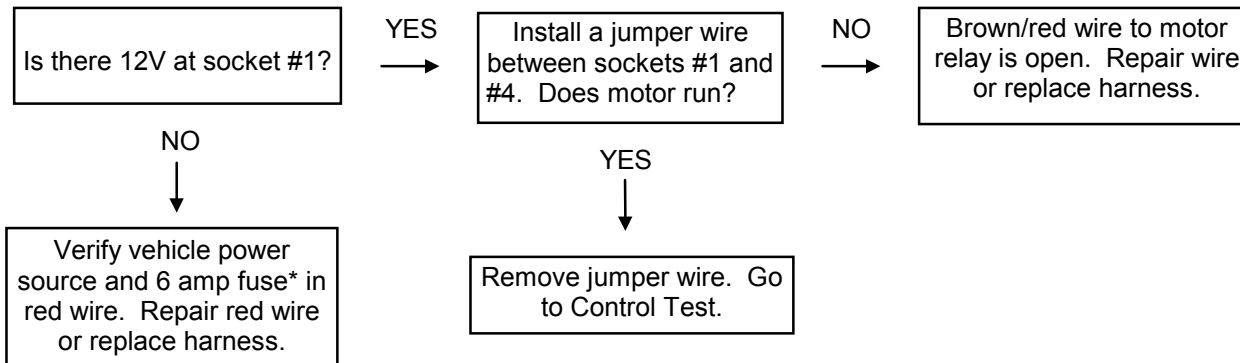 Is there 12V at socket #1?
YES
Install a jumper wire
between sockets #1 and
#4. Does motor run?
NO
Brown/red wire to motor
relay is open. Repair wire
or replace harness.
NO
YES
Verify vehicle power
source and 6 amp fuse* in
red wire. Repair red wire
or replace harness.
Remove jumper wire. Go
to Control Test.